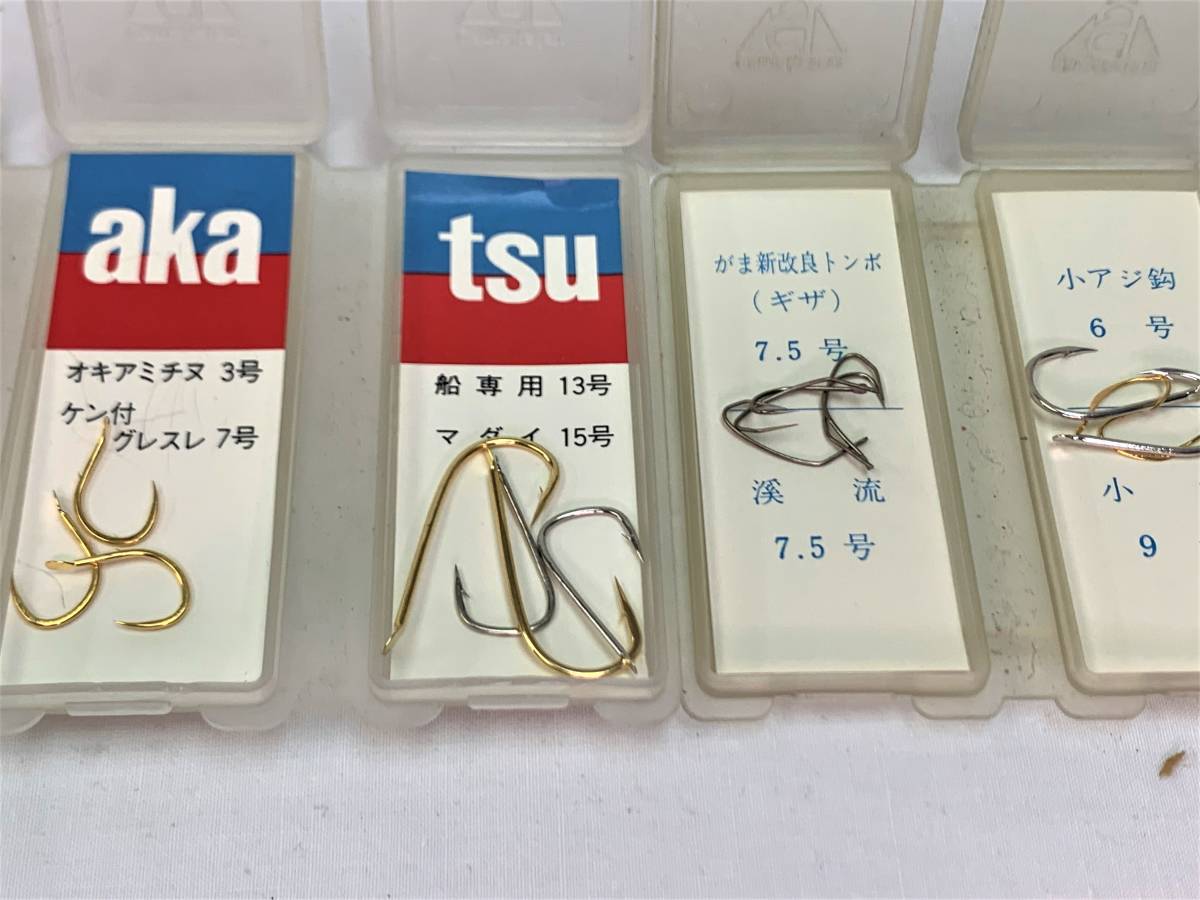 aka
オキアミチヌ 3号
ケン付
グレスレ 7号
tsu
船専用 13号
マダイ 15号
がま新改良トンボ
(ギザ)
7.5 号
溪流
7.5 号
小アジ鈎
6 号
小
9